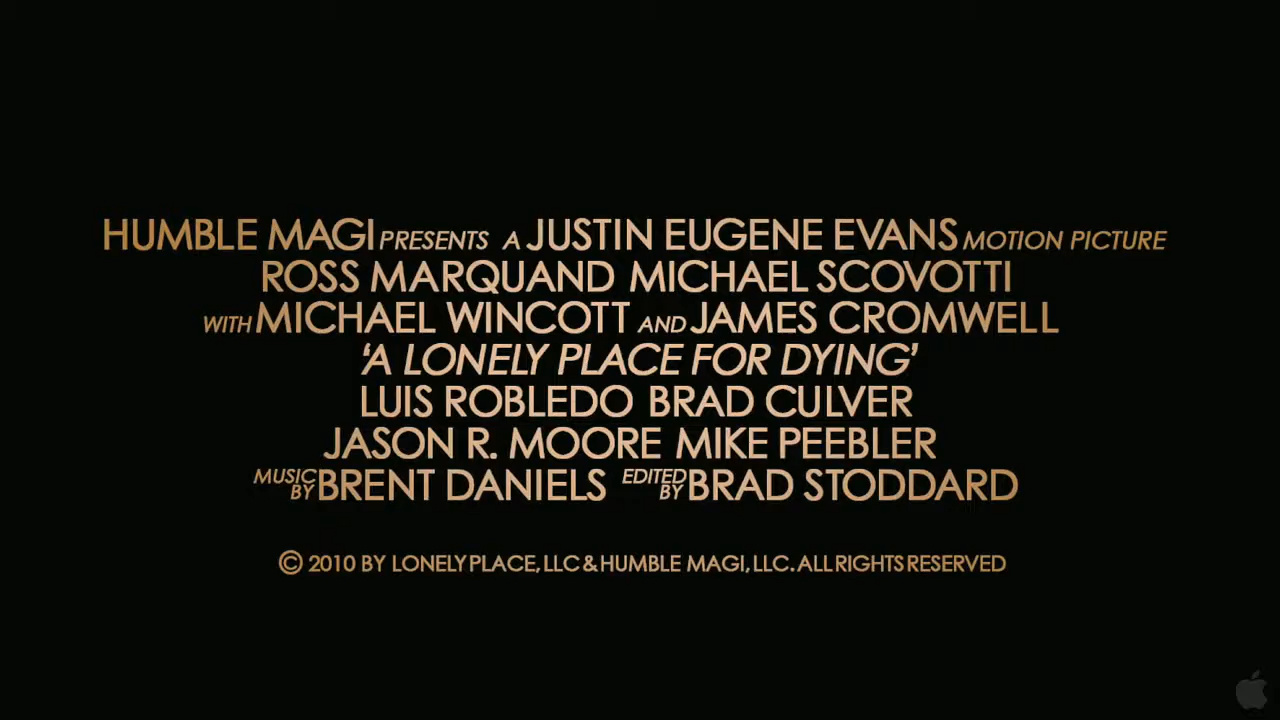 HUMBLE MAGI PRESENTS A JUSTIN EUGENE EVANS MOTION PICTURE
ROSS MARQUAND MICHAEL SCOVOTTI
WITH MICHAEL WINCOTT AND JAMES CROMWELL
‘A LONELY PLACE FOR DYING’
LUIS ROBLEDO BRAD CULVER
JASON R. MOORE MIKE PEEBLER
MUSIC BY BRENT DANIELS EDITED BY BRAD STODDARD
© 2010 BY LONELY PLACE, LLC & HUMBLE MAGI, LLC. ALL RIGHTS RESERVED